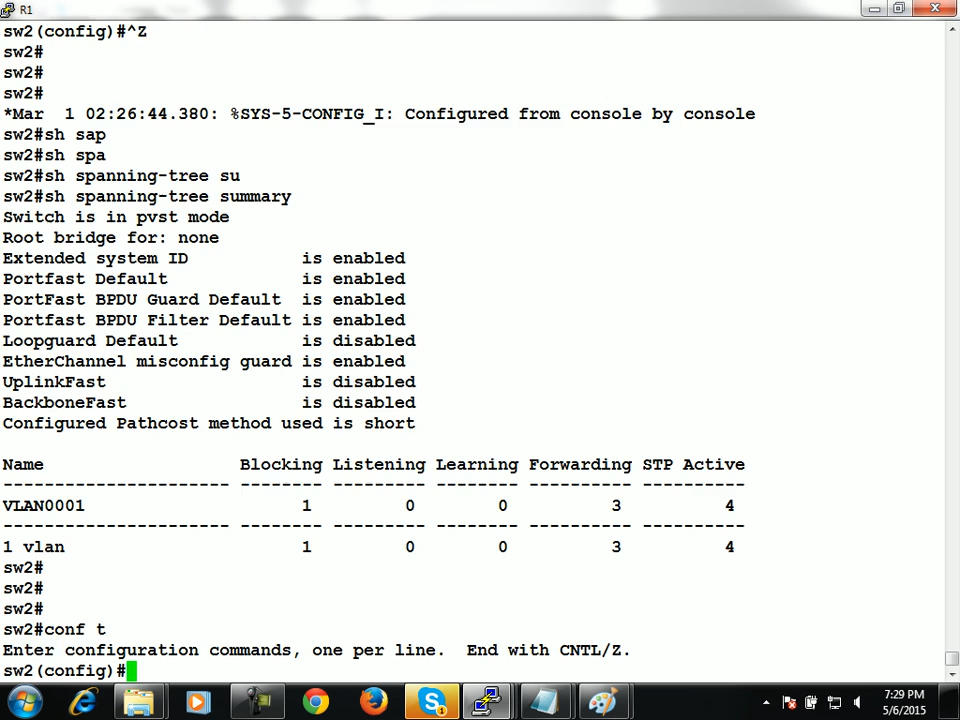 R1
sw2(config)#^Z
sw2#
sw2#
sw2#
*Mar  1 02:26:44.380: %SYS-5-CONFIG_I: Configured from console by console
sw2#sh sap
sw2#sh spa
sw2#sh spanning-tree su
sw2#sh spanning-tree summary
Switch is in pvst mode
Root bridge for: none
Extended system ID           is enabled
Portfast Default             is enabled
PortFast BPDU Guard Default  is enabled
Portfast BPDU Filter Default is enabled
Loopguard Default            is disabled
EtherChannel misconfig guard is enabled
UplinkFast                   is disabled
BackboneFast                 is disabled
Configured Pathcost method used is short
Name                   Blocking Listening Learning Forwarding STP Active
---------------------- -------- --------- -------- ---------- ----------
VLAN0001                     1         0        0          3          4
---------------------- -------- --------- -------- ---------- ----------
1 vlan                       1         0        0          3          4
sw2#
sw2#
sw2#
sw2#conf t
Enter configuration commands, one per line.  End with CNTL/Z.
sw2(config)#
7:29 PM
5/6/2015